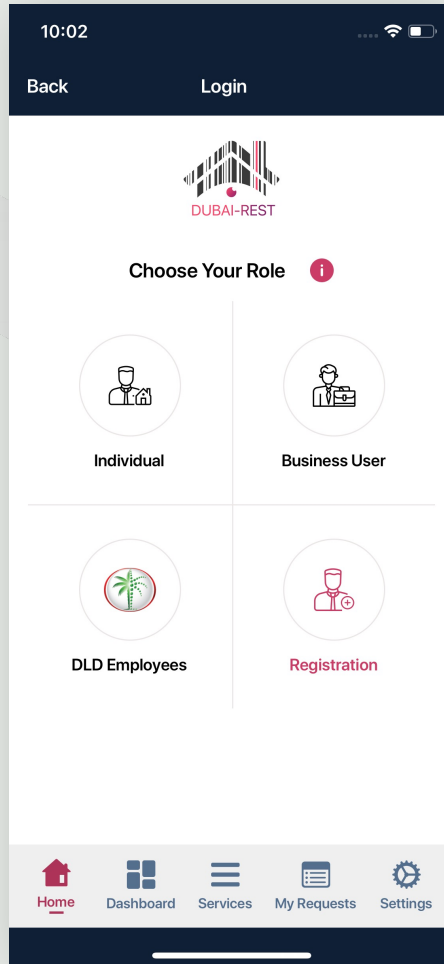 10:02
Back Login
DUBAI-REST
Choose Your Role i
Individual Business User
DLD Employees Registration
Home Dashboard Services My Requests Settings